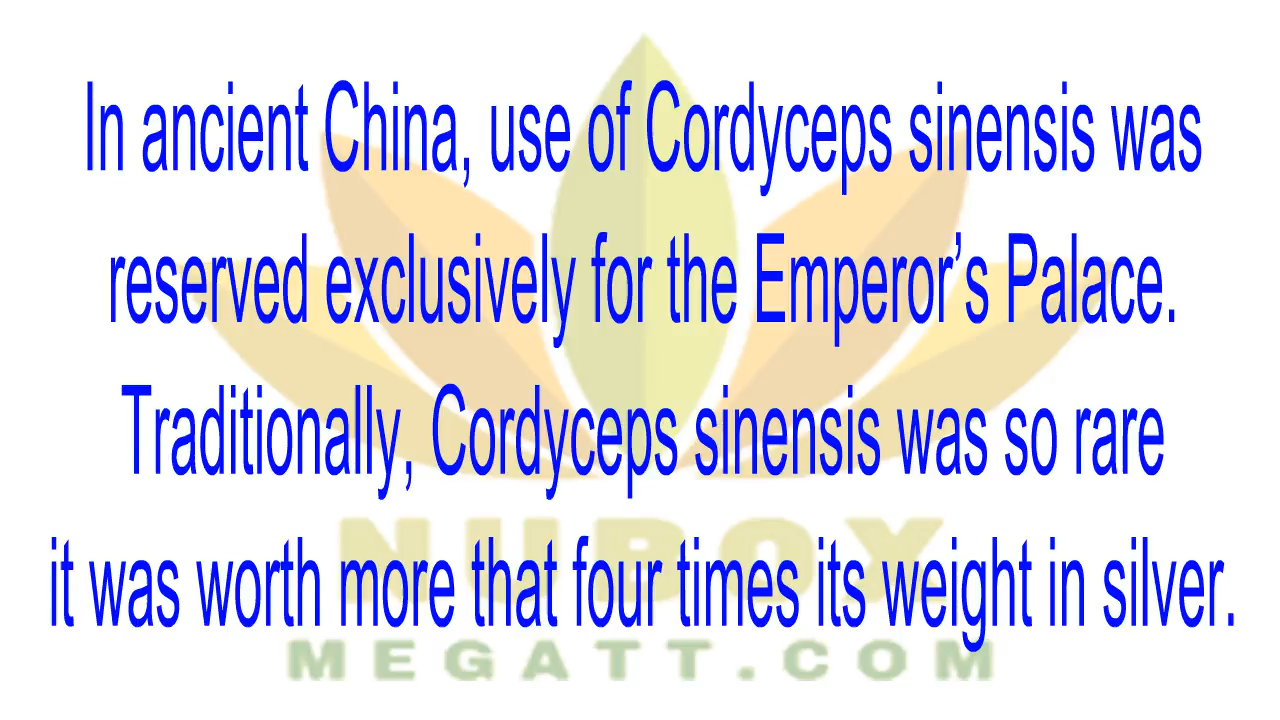 In ancient China, use of Cordyceps sinensis was
reserved exclusively for the Emperor’s Palace.
Traditionally, Cordyceps sinensis was so rare
it was worth more that four times its weight in silver.
NUBOX
MEGATT.COM